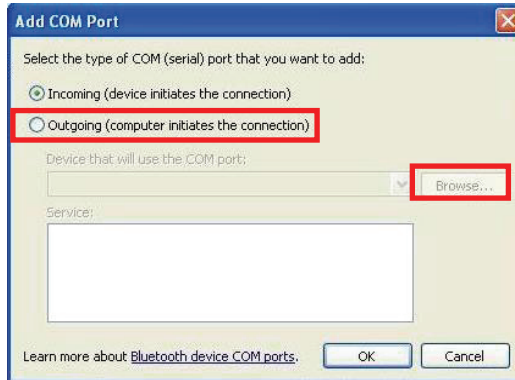 Add COM Port
Select the type of COM (serial) port that you want to add:
Incoming (device initiates the connection)
Outgoing (computer initiates the connection)
Device that will use the COM port:
Browse...
Service:
Learn more about Bluetooth device COM ports. OK Cancel